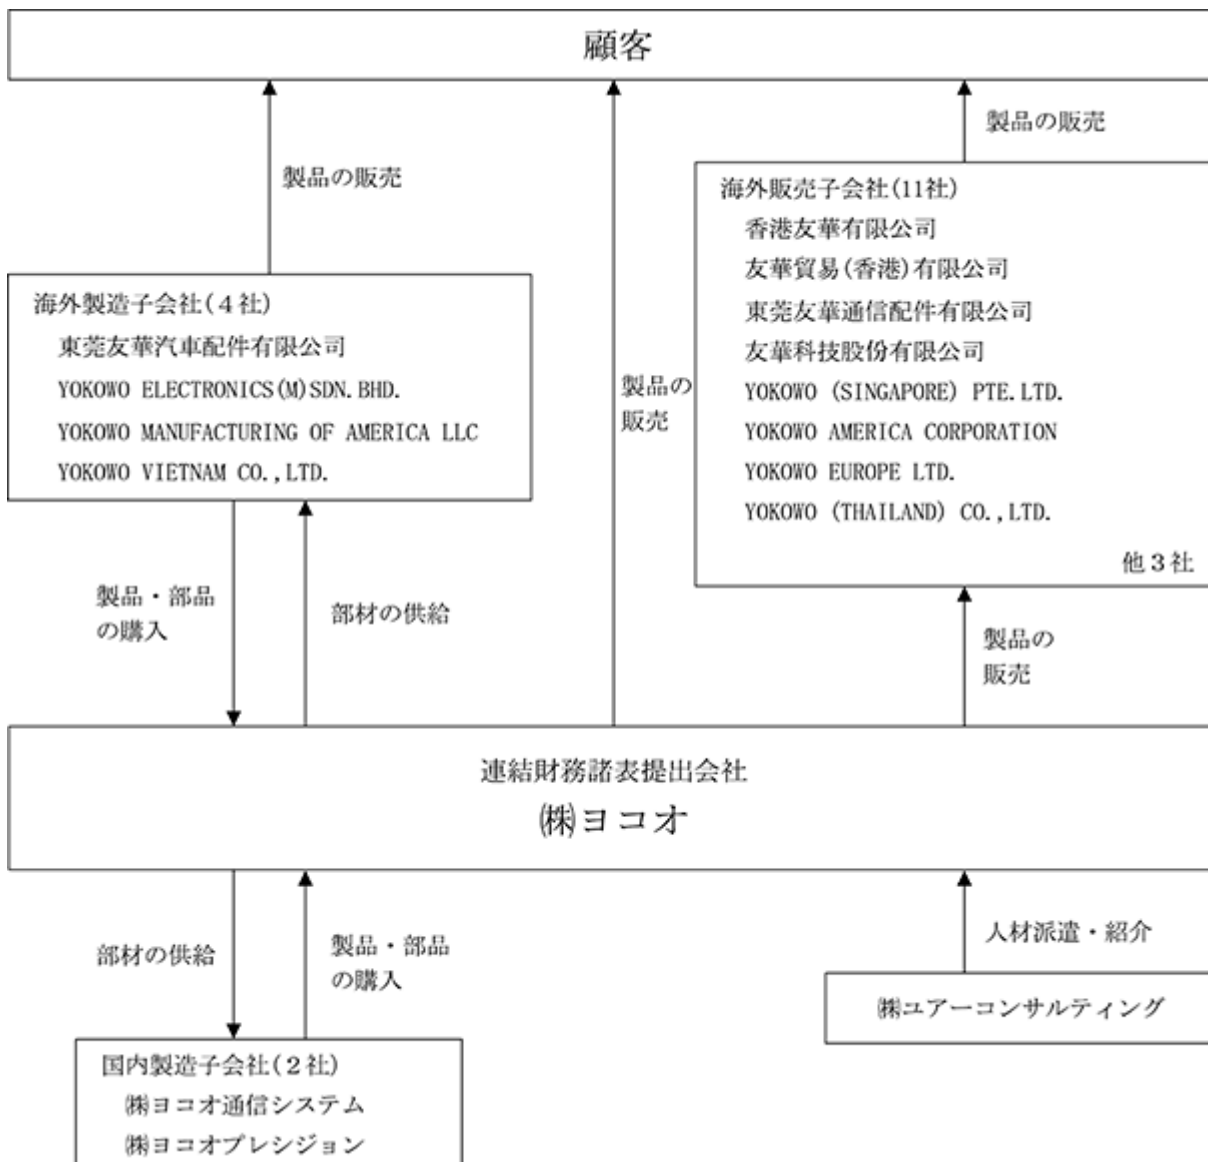 顧客
製品の販売
製品の販売
海外販売子会社(11社)
香港友華有限公司
友華貿易(香港)有限公司
東莞友華通信配件有限公司
友華科技股份有限公司
YOKOWO (SINGAPORE) PTE.LTD.
YOKOWO AMERICA CORPORATION
YOKOWO EUROPE LTD.
YOKOWO (THAILAND) CO.,LTD.
他3社
海外製造子会社(4社)
東莞友華汽車配件有限公司
YOKOWO ELECTRONICS(M)SDN.BHD.
YOKOWO MANUFACTURING OF AMERICA LLC
YOKOWO VIETNAM CO.,LTD.
製品の
販売
製品・部品
の購入
部材の供給
製品の
販売
連結財務諸表提出会社
㈱ヨコオ
部材の供給
製品・部品
の購入
人材派遣・紹介
㈱ユアーコンサルティング
国内製造子会社(2社)
㈱ヨコオ通信システム
㈱ヨコオプレシジョン